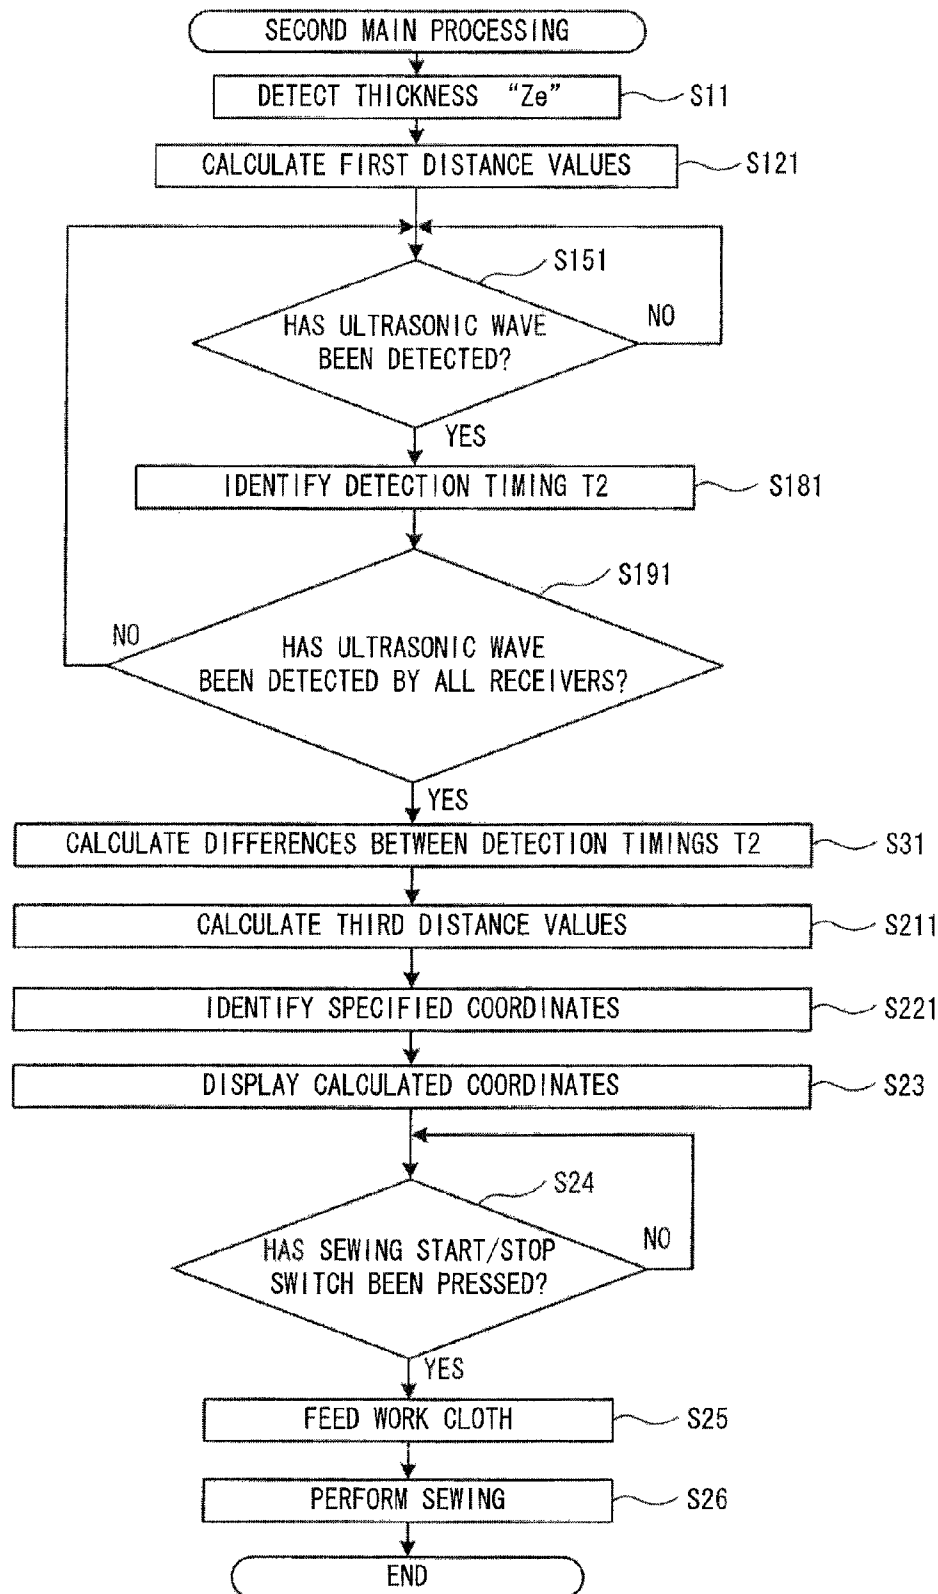 SECOND MAIN PROCESSING
DETECT THICKNESS "Ze"
S11
CALCULATE FIRST DISTANCE VALUES
S121
S151
HAS ULTRASONIC WAVE
BEEN DETECTED?
NO
YES
IDENTIFY DETECTION TIMING T2
S181
S191
NO
HAS ULTRASONIC WAVE
BEEN DETECTED BY ALL RECEIVERS?
YES
CALCULATE DIFFERENCES BETWEEN DETECTION TIMINGS T2
S31
CALCULATE THIRD DISTANCE VALUES
S211
IDENTIFY SPECIFIED COORDINATES
S221
DISPLAY CALCULATED COORDINATES
S23
S24
HAS SEWING START/STOP
SWITCH BEEN PRESSED?
NO
YES
FEED WORK CLOTH
S25
PERFORM SEWING
S26
END